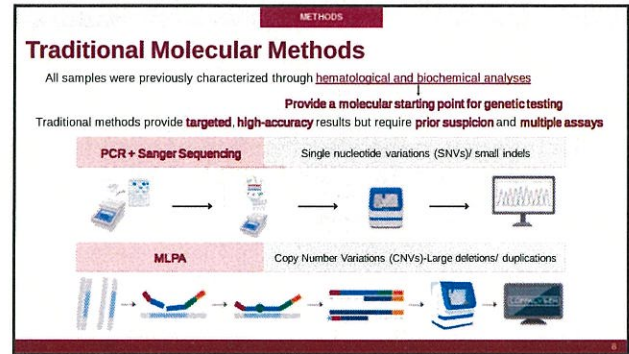 METHODS
Traditional Molecular Methods
All samples were previously characterized through hematological and biochemical analyses
Provide a molecular starting point for genetic testing
Traditional methods provide targeted, high-accuracy results but require prior suspicion and multiple assays
PCR + Sanger Sequencing
Single nucleotide variations (SNVs)/ small indels
MLPA
Copy Number Variations (CNVs)-Large deletions/ duplications
8